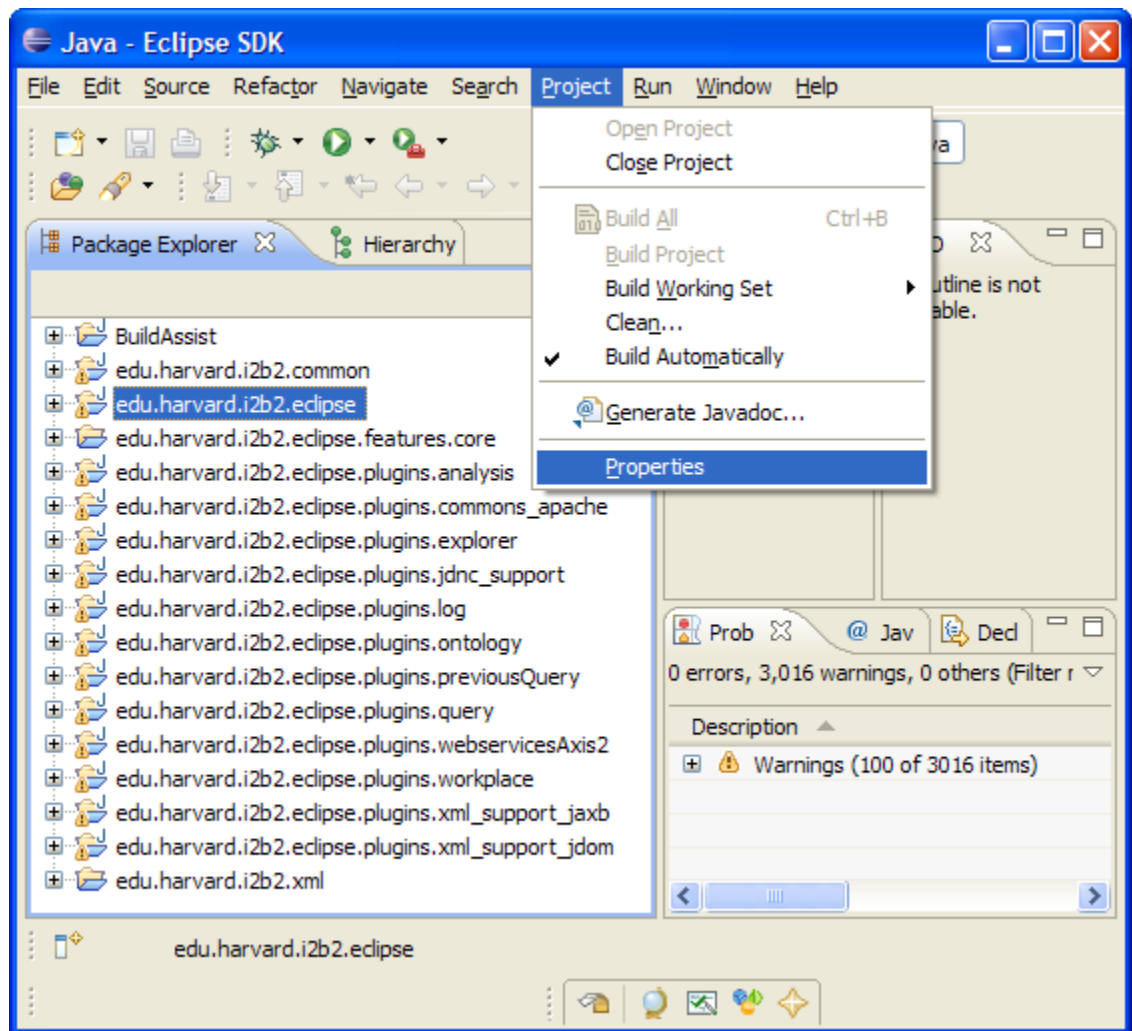 Java - Eclipse SDK
File Edit Source Refactor Navigate Search Project Run Window Help
Open Project
Close Project
Build All Ctrl+B
Build Project
Build Working Set
Clean...
Build Automatically
Generate Javadoc...
Properties
va
Package Explorer Hierarchy
utline is not
able.
BuildAssist
edu.harvard.i2b2.common
edu.harvard.i2b2.eclipse
edu.harvard.i2b2.eclipse.features.core
edu.harvard.i2b2.eclipse.plugins.analysis
edu.harvard.i2b2.eclipse.plugins.commons_apache
edu.harvard.i2b2.eclipse.plugins.explorer
edu.harvard.i2b2.eclipse.plugins.jdnc_support
edu.harvard.i2b2.eclipse.plugins.log
edu.harvard.i2b2.eclipse.plugins.ontology
edu.harvard.i2b2.eclipse.plugins.previousQuery
edu.harvard.i2b2.eclipse.plugins.query
edu.harvard.i2b2.eclipse.plugins.webservicesAxis2
edu.harvard.i2b2.eclipse.plugins.workplace
edu.harvard.i2b2.eclipse.plugins.xml_support_jaxb
edu.harvard.i2b2.eclipse.plugins.xml_support_jdom
edu.harvard.i2b2.xml
Prob @ Jav Decl
0 errors, 3,016 warnings, 0 others (Filter r
Description
Warnings (100 of 3016 items)
edu.harvard.i2b2.eclipse